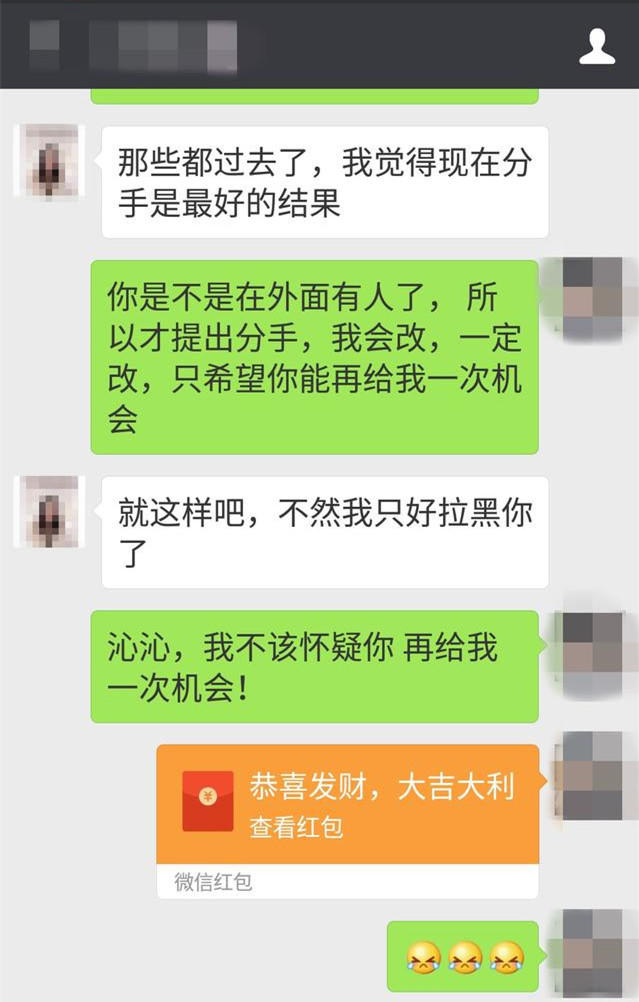 那些都过去了，我觉得现在分
手是最好的结果
你是不是在外面有人了， 所
以才提出分手，我会改，一定
改，只希望你能再给我一次机
会
就这样吧，不然我只好拉黑你
了
沁沁，我不该怀疑你 再给我
一次机会！
恭喜发财，大吉大利
查看红包
微信红包